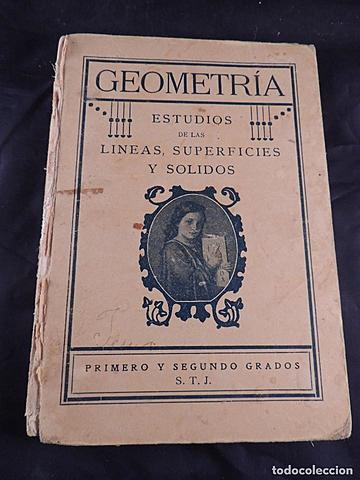 GEOMETRÍA
ESTUDIOS
DE LAS
LINEAS, SUPERFICIES
Y SOLIDOS
PRIMERO Y SEGUNDO GRADOS
S. T. J.
todocoleccion